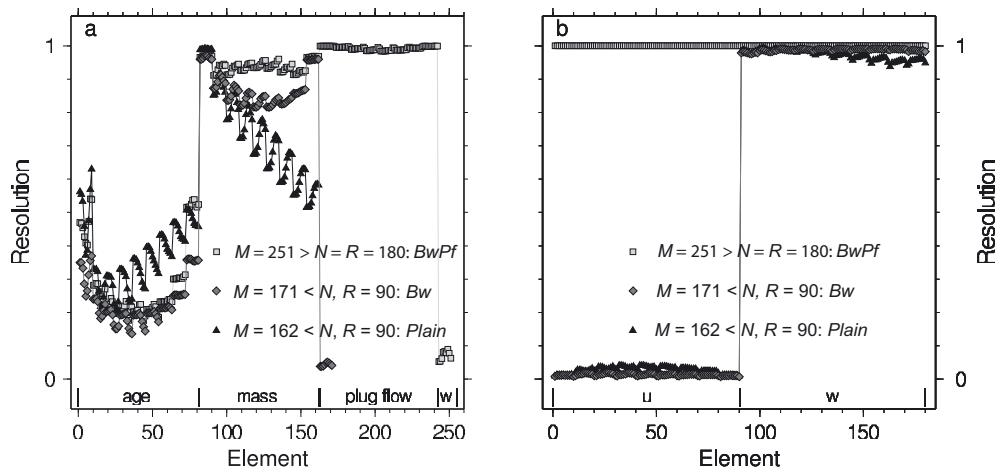 a
1
Resolution
0
M = 251 > N = R = 180: BwPf
M = 171 < N, R = 90: Bw
M = 162 < N, R = 90: Plain
age mass plug flow w
0 50 100 150 200 250
Element
b
1
Resolution
0
M = 251 > N = R = 180: BwPf
M = 171 < N, R = 90: Bw
M = 162 < N, R = 90: Plain
u w
0 50 100 150
Element